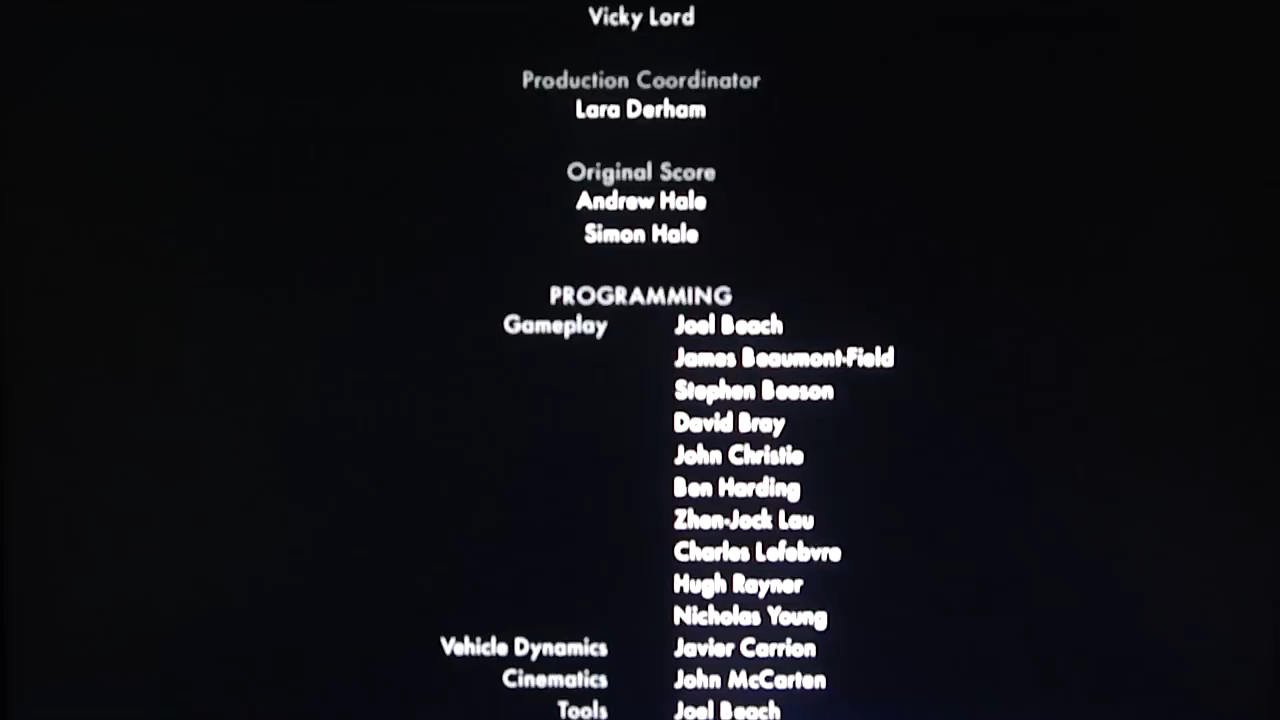 Vicky Lord
Production Coordinator
Lara Derham
Original Score
Andrew Hale
Simon Hale
PROGRAMMING
Gameplay Joel Beach
James Beaumont-Field
Stephen Beeson
David Bray
John Christie
Ben Harding
Zhen-Jock Lau
Charles Lefebvre
Hugh Rayner
Nicholas Young
Vehicle Dynamics Javier Carrion
Cinematics John McCarten
Tools Joel Beach